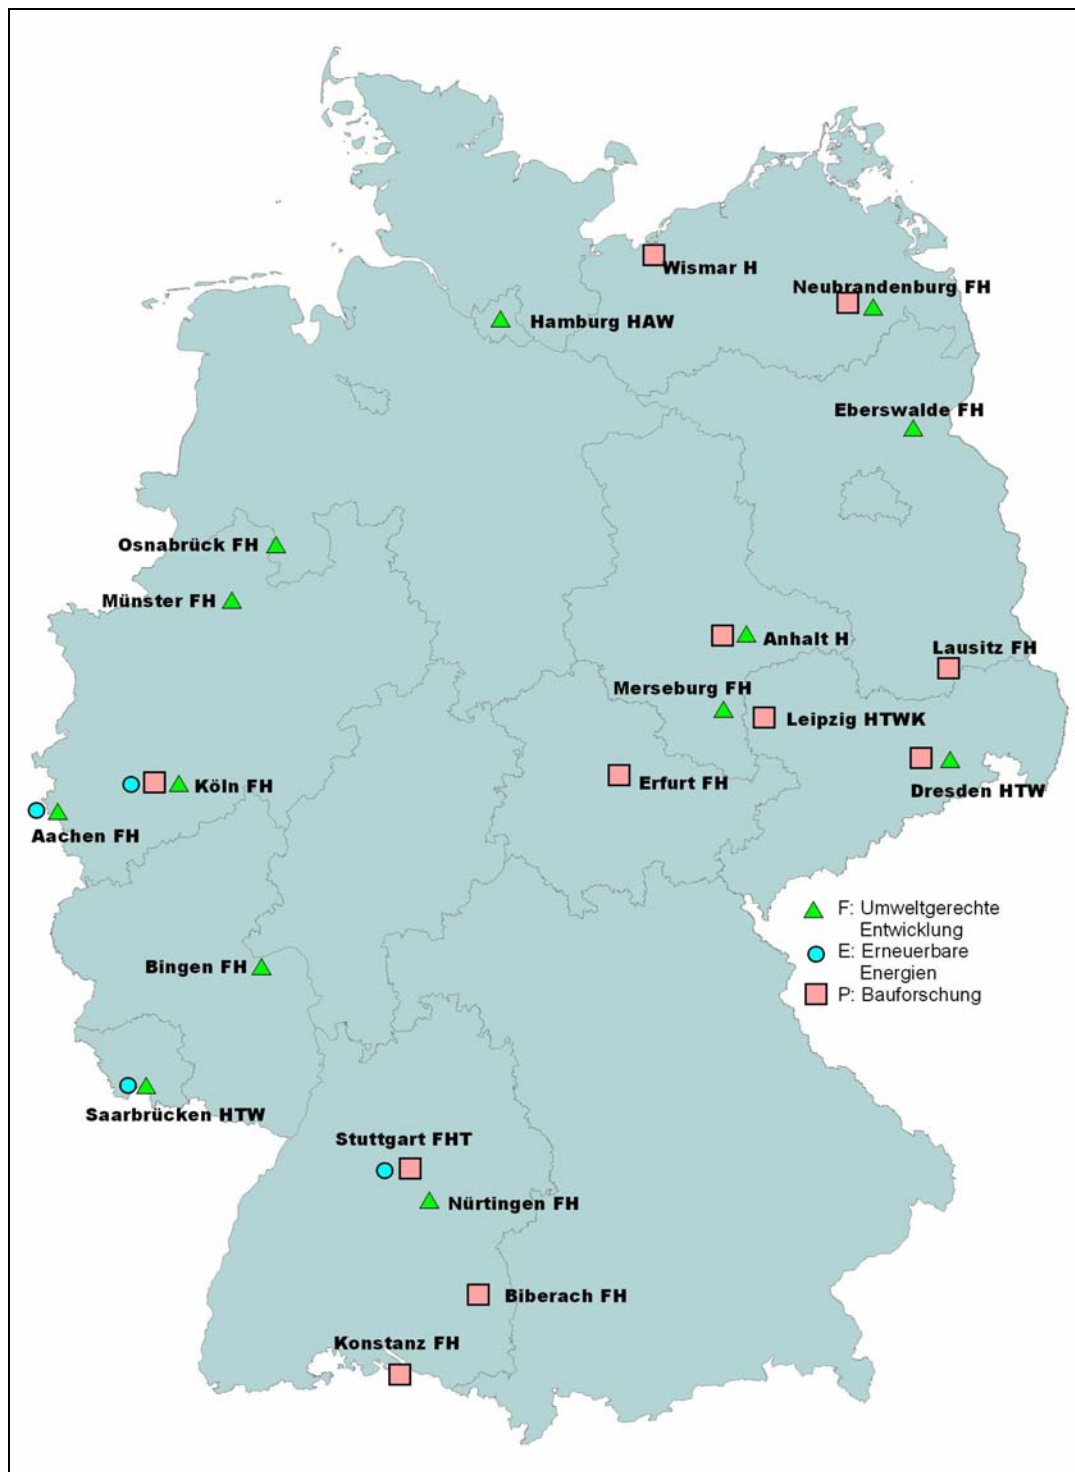 Wismar H
Neubrandenburg FH
Hamburg HAW
Eberswalde FH
Osnabrück FH
Münster FH
Anhalt H
Lausitz FH
Merseburg FH
Leipzig HTWK
Köln FH
Erfurt FH
Dresden HTW
Aachen FH
F: Umweltgerechte
Entwicklung
E: Erneuerbare
Energien
P: Bauforschung
Bingen FH
Saarbrücken HTW
Stuttgart FHT
Nürtingen FH
Biberach FH
Konstanz FH